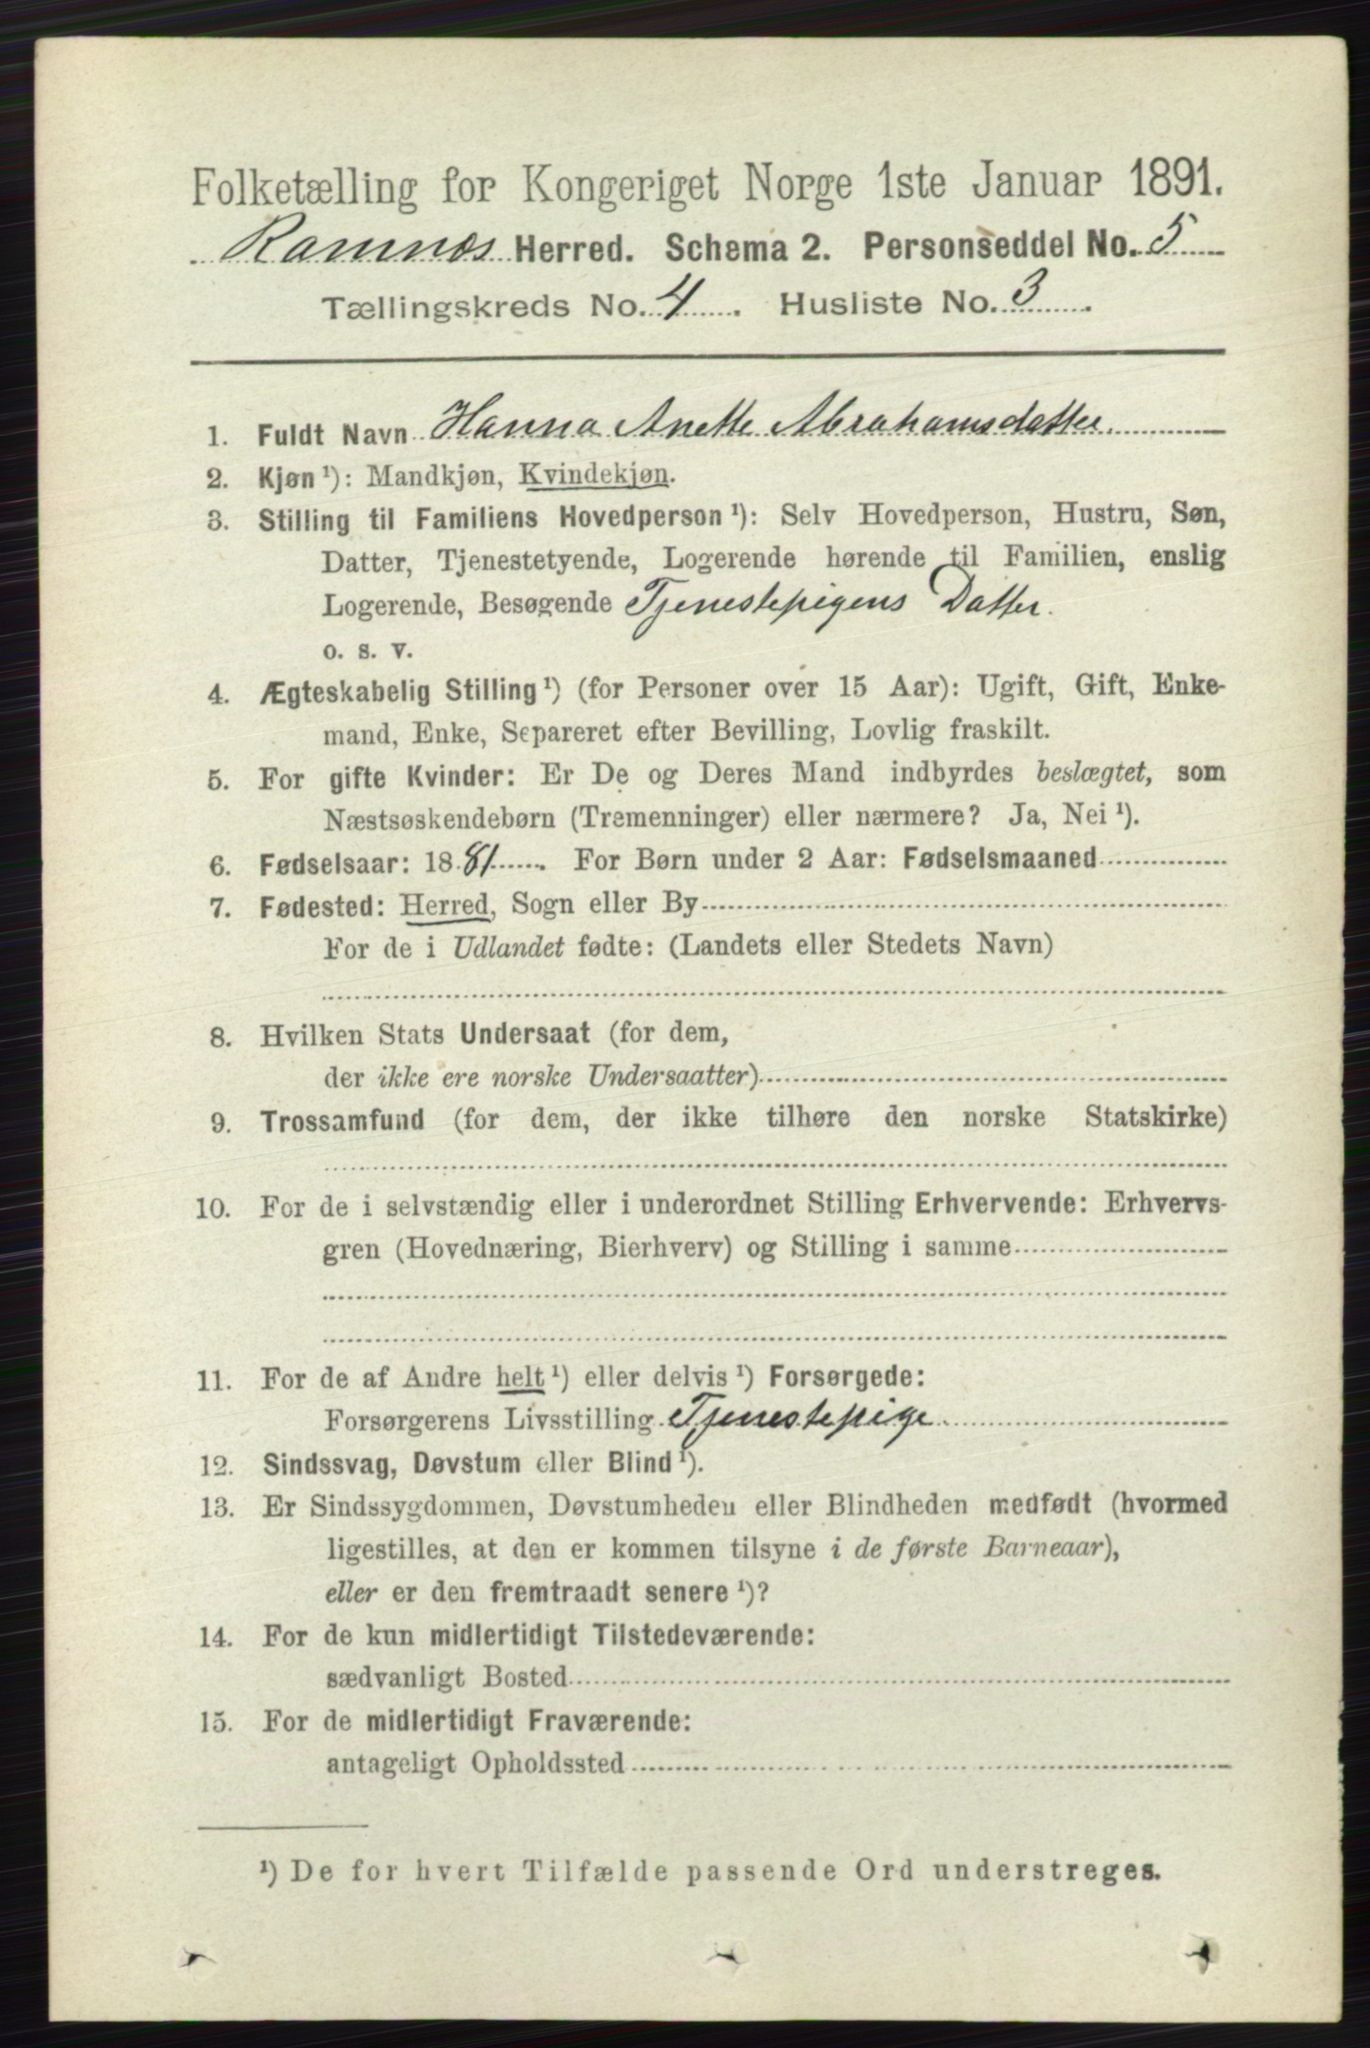 Folketælling for Kongeriget Norge 1ste Januar 1891.
Ramnæs Herred. Schema 2. Personseddel No. 5
Tællingskreds No. 4. Husliste No. 3.
1. Fuldt Navn Hanna Anette Abrahamsdatter.
2. Kjøn ¹): Mandkjøn, Kvindekjøn.
3. Stilling til Familiens Hovedperson ¹): Selv Hovedperson, Hustru, Søn,
Datter, Tjenestetyende, Logerende hørende til Familien, enslig
Logerende, Besøgende Tjenestepigens Datter.
o. s. v.
4. Ægteskabelig Stilling ¹) (for Personer over 15 Aar): Ugift, Gift, Enke-
mand, Enke, Separeret efter Bevilling, Lovlig fraskilt.
5. For gifte Kvinder: Er De og Deres Mand indbyrdes beslægtet, som
Næstsøskendebørn (Tremenninger) eller nærmere? Ja, Nei ¹).
6. Fødselsaar: 1881. For Børn under 2 Aar: Fødselsmaaned
7. Fødested: Herred, Sogn eller By
For de i Udlandet fødte: (Landets eller Stedets Navn)
8. Hvilken Stats Undersaat (for dem,
der ikke ere norske Undersaatter)
9. Trossamfund (for dem, der ikke tilhøre den norske Statskirke)
10. For de i selvstændig eller i underordnet Stilling Erhvervende: Erhvervs-
gren (Hovednæring, Bierhverv) og Stilling i samme
11. For de af Andre helt ¹) eller delvis ¹) Forsørgede:
Forsørgerens Livsstilling Tjenestepige
12. Sindssvag, Døvstum eller Blind ¹).
13. Er Sindssygdommen, Døvstumheden eller Blindheden medfødt (hvormed
ligestilles, at den er kommen tilsyne i de første Barneaar),
eller er den fremtraadt senere ¹)?
14. For de kun midlertidigt Tilstedeværende:
sædvanligt Bosted
15. For de midlertidigt Fraværende:
antageligt Opholdssted
¹) De for hvert Tilfælde passende Ord understreges.